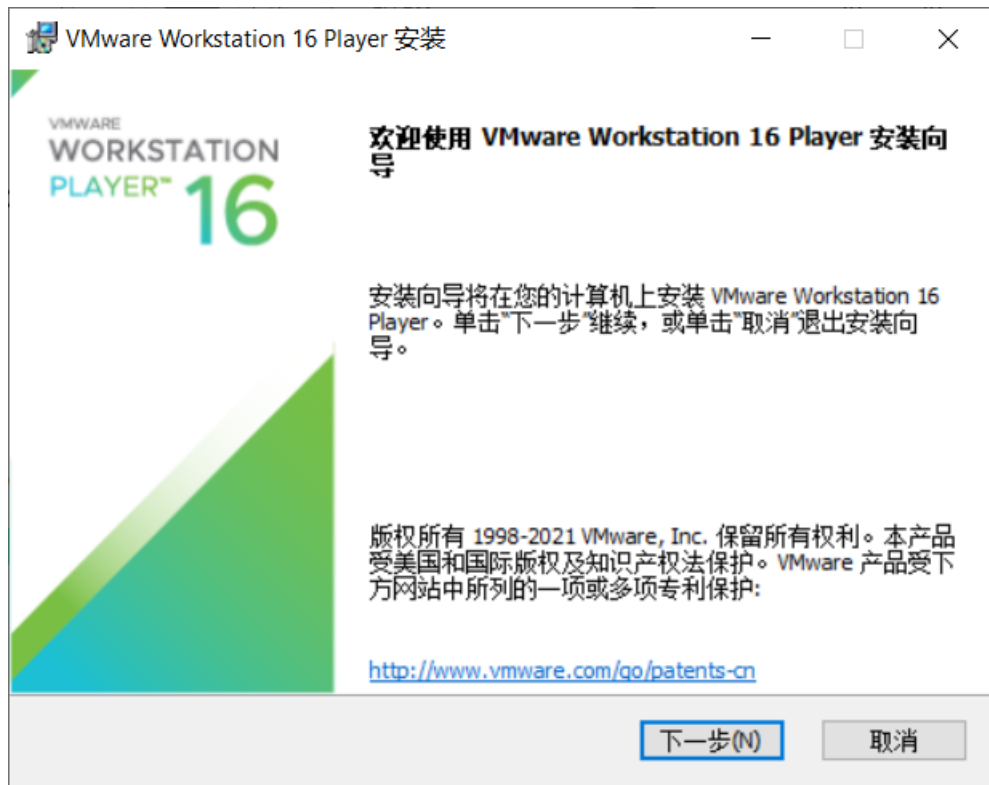 VMware Workstation 16 Player 安装
VMWARE
WORKSTATION
PLAYER™ 16
欢迎使用 VMware Workstation 16 Player 安装向
导
安装向导将在您的计算机上安装 VMware Workstation 16
Player。单击"下一步"继续，或单击"取消"退出安装向
导。
版权所有 1998-2021 VMware, Inc. 保留所有权利。本产品
受美国和国际版权及知识产权法保护。VMware 产品受下
方网站中所列的一项或多项专利保护:
http://www.vmware.com/go/patents-cn
下一步(N)
取消